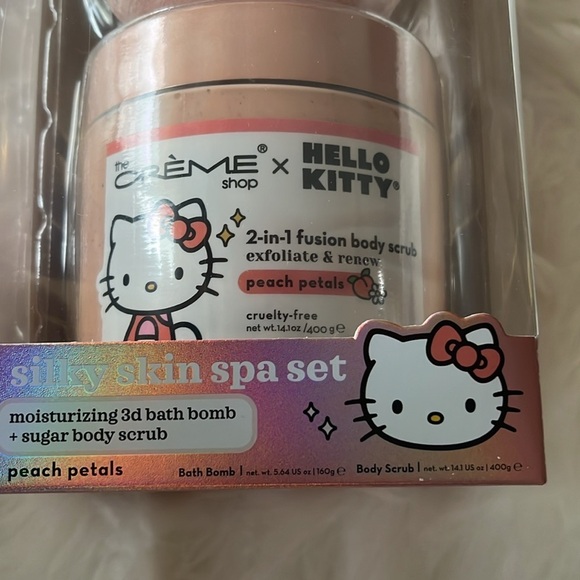 the
CRÈME®
shop
×
HELLO
KITTY®
2-in-1 fusion body scrub
exfoliate & renew
peach petals
cruelty-free
net wt.14.1oz/400g℮
silky skin spa set
moisturizing 3d bath bomb
+ sugar body scrub
peach petals
Bath Bomb | net. wt. 5.64 US oz | 160g ℮
Body Scrub | net. wt. 14.1 US oz | 400g ℮